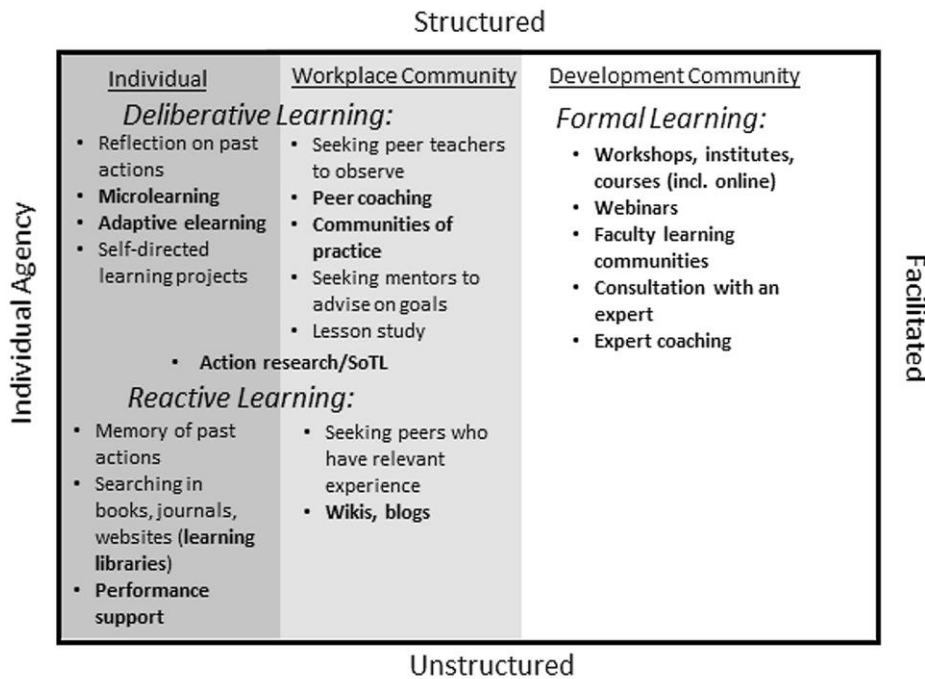 Structured
Individual Agency
Individual
Deliberative Learning:
• Reflection on past
actions
• Microlearning
• Adaptive elearning
• Self-directed
learning projects
Workplace Community
• Seeking peer teachers
to observe
• Peer coaching
• Communities of
practice
• Seeking mentors to
advise on goals
• Lesson study
• Action research/SoTL
Reactive Learning:
• Memory of past
actions
• Searching in
books, journals,
websites (learning
libraries)
• Performance
support
• Seeking peers who
have relevant
experience
• Wikis, blogs
Development Community
Formal Learning:
• Workshops, institutes,
courses (incl. online)
• Webinars
• Faculty learning
communities
• Consultation with an
expert
• Expert coaching
Facilitated
Unstructured